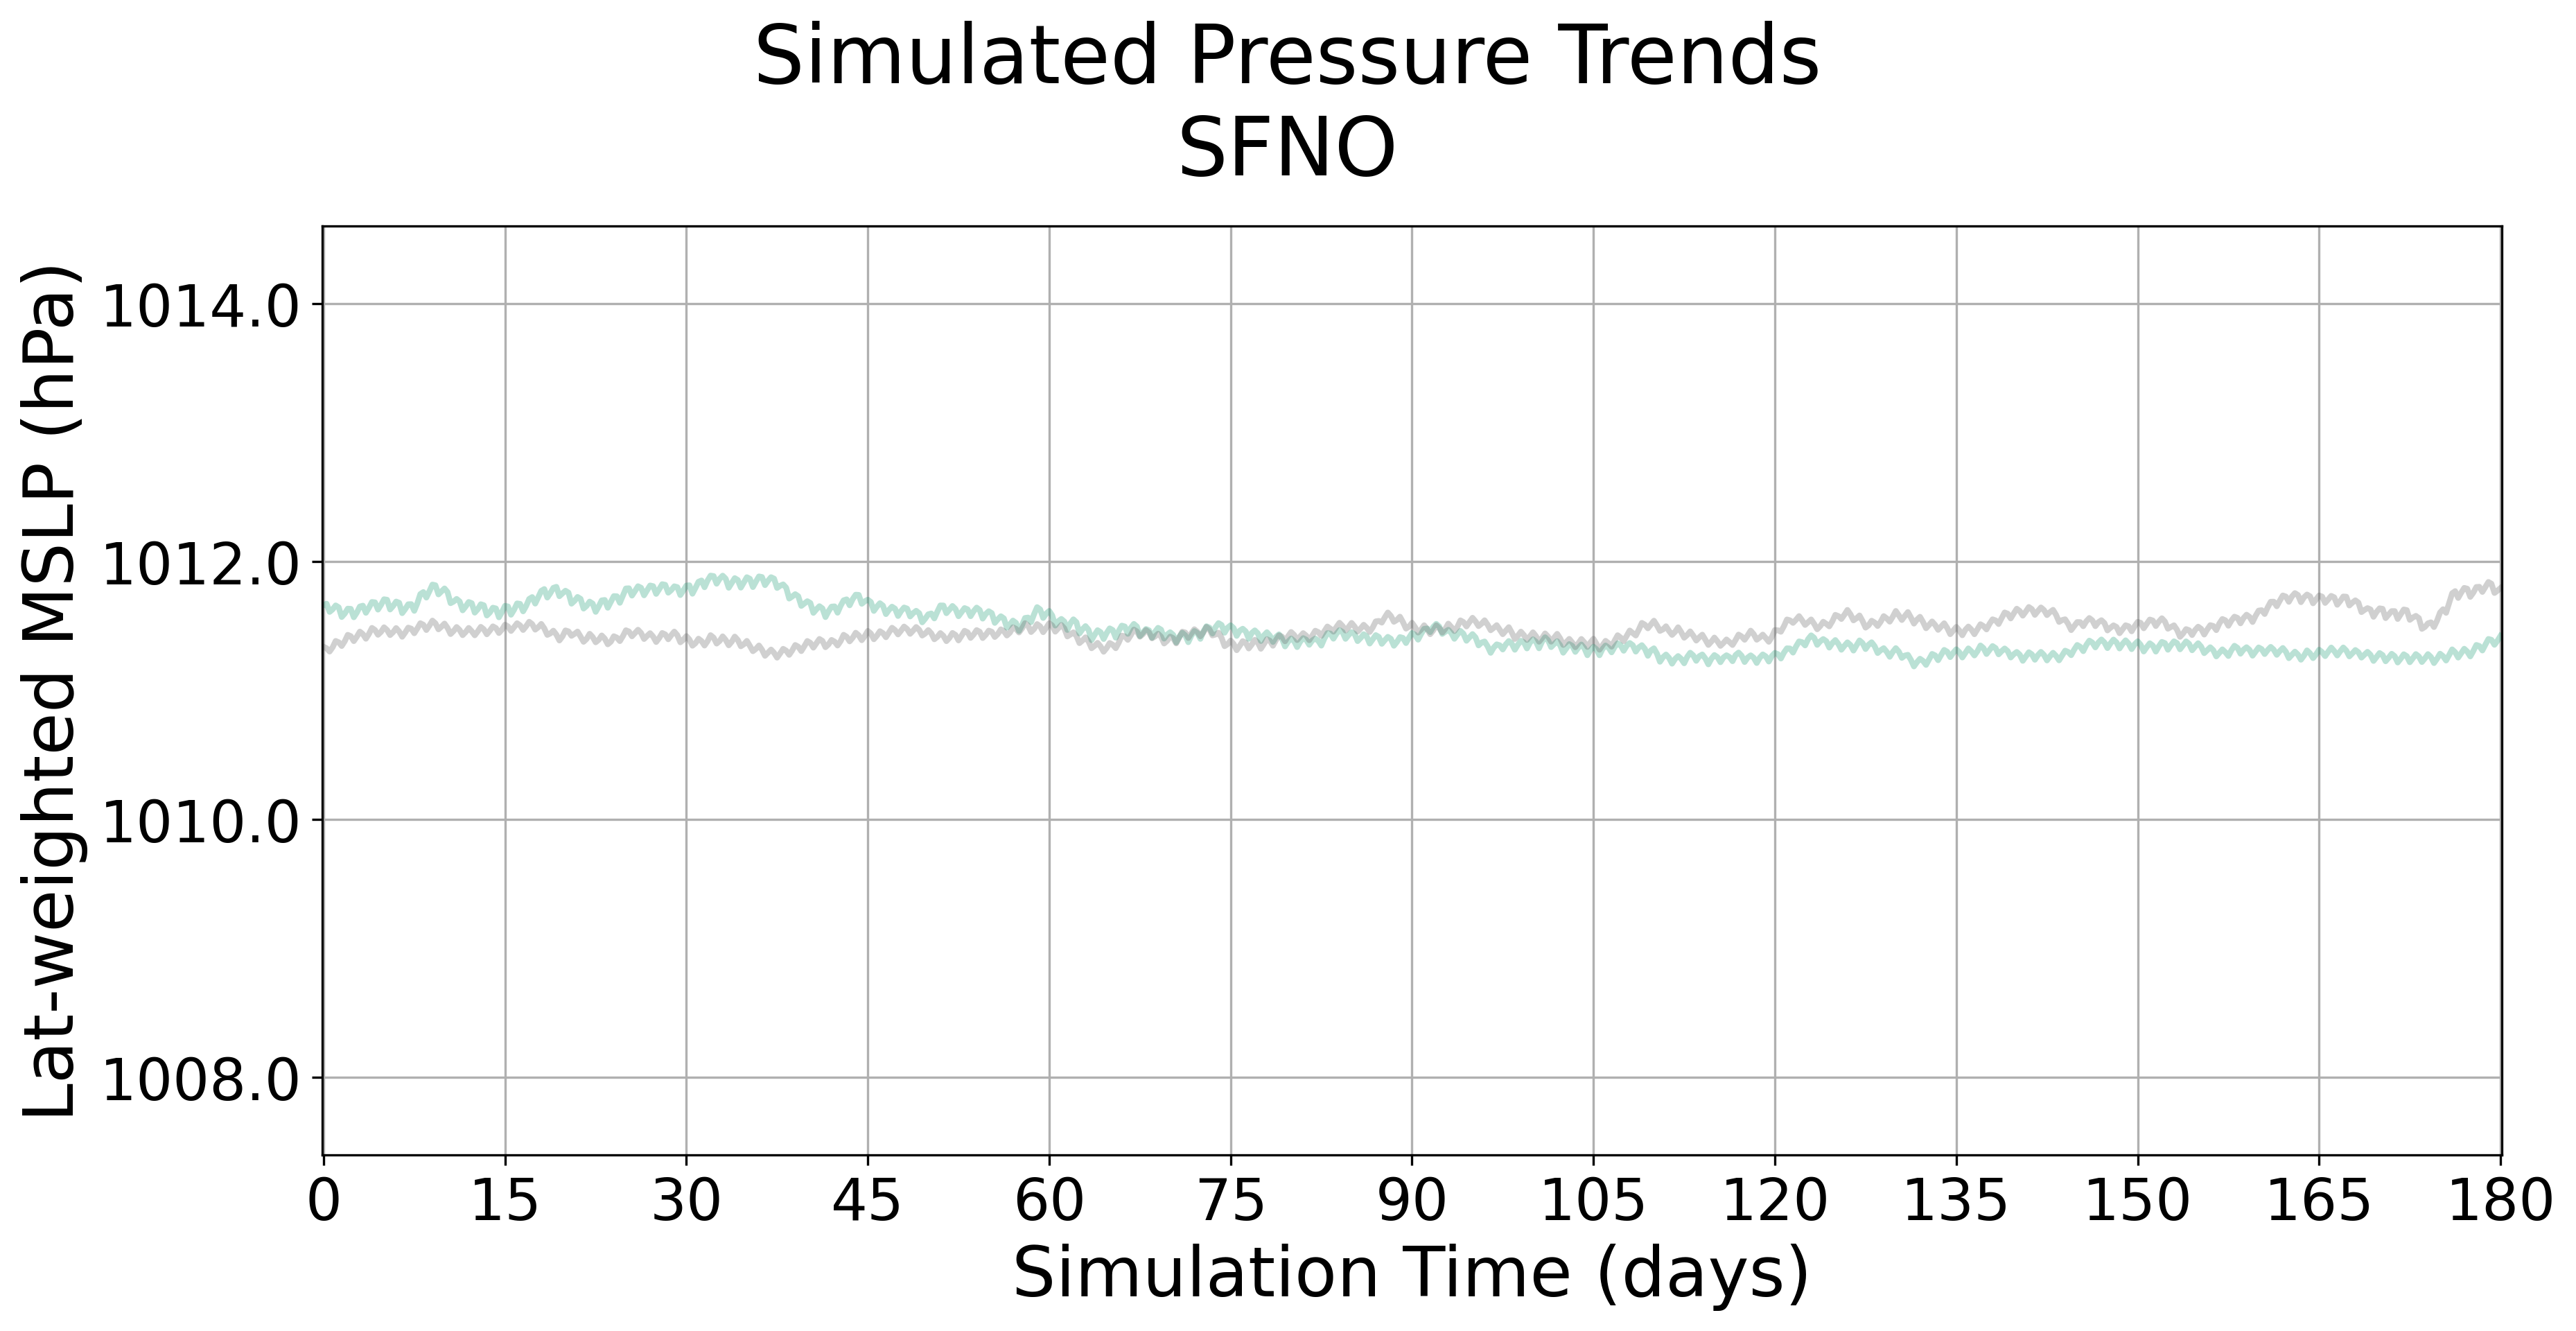 Simulated Pressure Trends
SFNO
Lat-weighted MSLP (hPa)
1014.0
1012.0
1010.0
1008.0
0 15 30 45 60 75 90 105 120 135 150 165 180
Simulation Time (days)